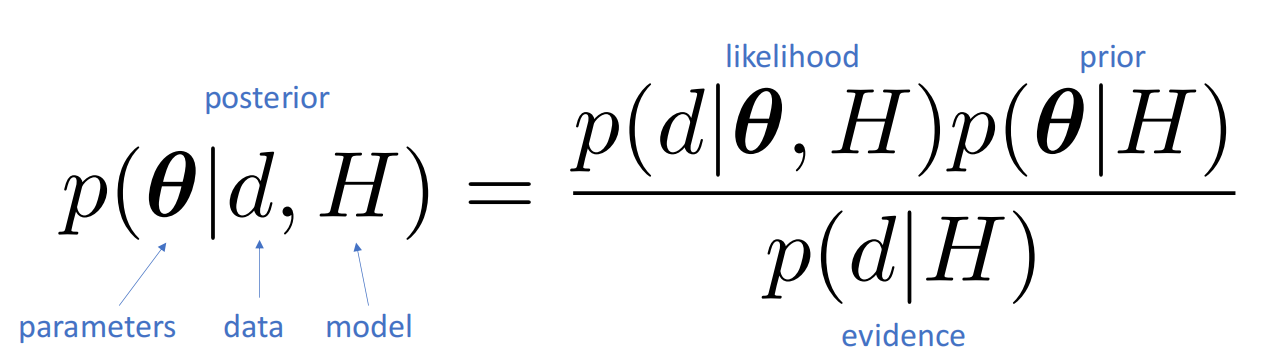 likelihood prior
posterior
p(θ|d, H) = p(d|θ, H)p(θ|H)
p(d|H)
parameters data model
evidence